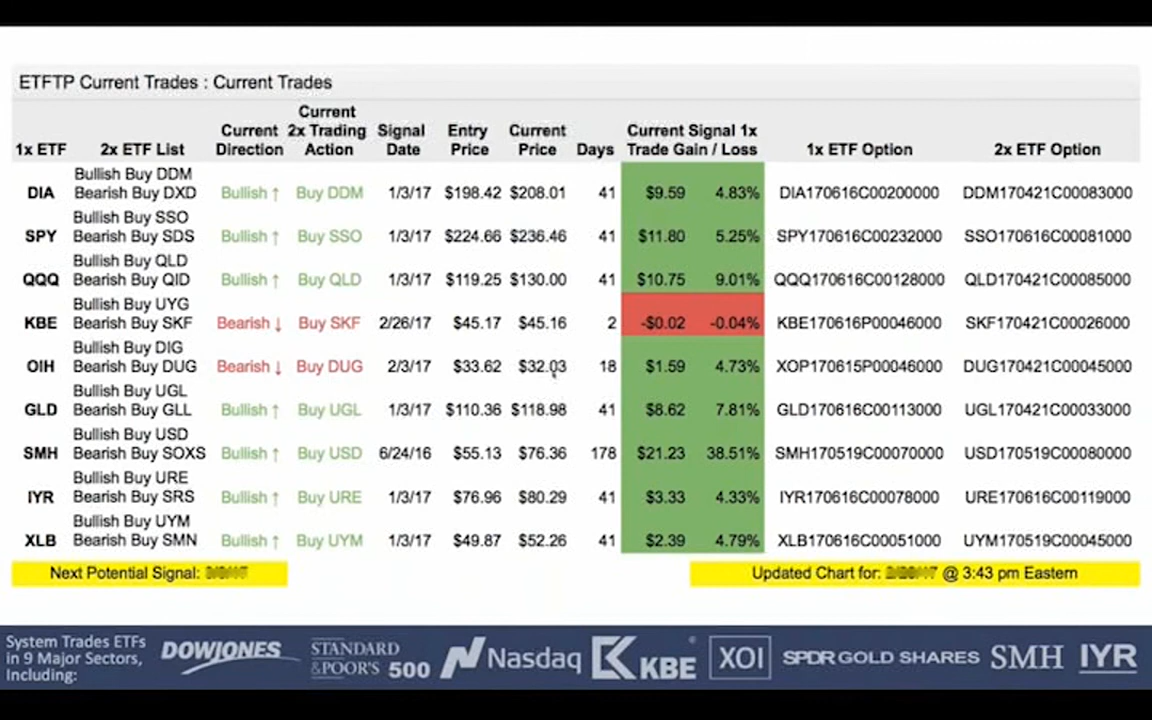 ETFTP Current Trades : Current Trades
1x ETF 2x ETF List Current Direction Current 2x Trading Action Signal Date Entry Price Current Price Days Current Signal 1x Trade Gain / Loss 1x ETF Option 2x ETF Option
Bullish Buy DDM
DIA Bearish Buy DXD Bullish ↑ Buy DDM 1/3/17 $198.42 $208.01 41 $9.59 4.83% DIA170616C00200000 DDM170421C00083000
Bullish Buy SSO
SPY Bearish Buy SDS Bullish ↑ Buy SSO 1/3/17 $224.66 $236.46 41 $11.80 5.25% SPY170616C00232000 SSO170616C00081000
Bullish Buy QLD
QQQ Bearish Buy QID Bullish ↑ Buy QLD 1/3/17 $119.25 $130.00 41 $10.75 9.01% QQQ170616C00128000 QLD170421C00085000
Bullish Buy UYG
KBE Bearish Buy SKF Bearish ↓ Buy SKF 2/26/17 $45.17 $45.16 2 -$0.02 -0.04% KBE170616P00046000 SKF170421C00026000
Bullish Buy DIG
OIH Bearish Buy DUG Bearish ↓ Buy DUG 2/3/17 $33.62 $32.03 18 $1.59 4.73% XOP170615P00046000 DUG170421C00045000
Bullish Buy UGL
GLD Bearish Buy GLL Bullish ↑ Buy UGL 1/3/17 $110.36 $118.98 41 $8.62 7.81% GLD170616C00113000 UGL170421C00033000
Bullish Buy USD
SMH Bearish Buy SOXS Bullish ↑ Buy USD 6/24/16 $55.13 $76.36 178 $21.23 38.51% SMH170519C00070000 USD170519C00080000
Bullish Buy URE
IYR Bearish Buy SRS Bullish ↑ Buy URE 1/3/17 $76.96 $80.29 41 $3.33 4.33% IYR170616C00078000 URE170616C00119000
Bullish Buy UYM
XLB Bearish Buy SMN Bullish ↑ Buy UYM 1/3/17 $49.87 $52.26 41 $2.39 4.79% XLB170616C00051000 UYM170519C00045000
Next Potential Signal:
Updated Chart for: @ 3:43 pm Eastern
System Trades ETFs
in 9 Major Sectors,
Including:
DOWJONES
STANDARD
&POOR'S 500
Nasdaq
KBE
XOI
SPDR GOLD SHARES
SMH
IYR